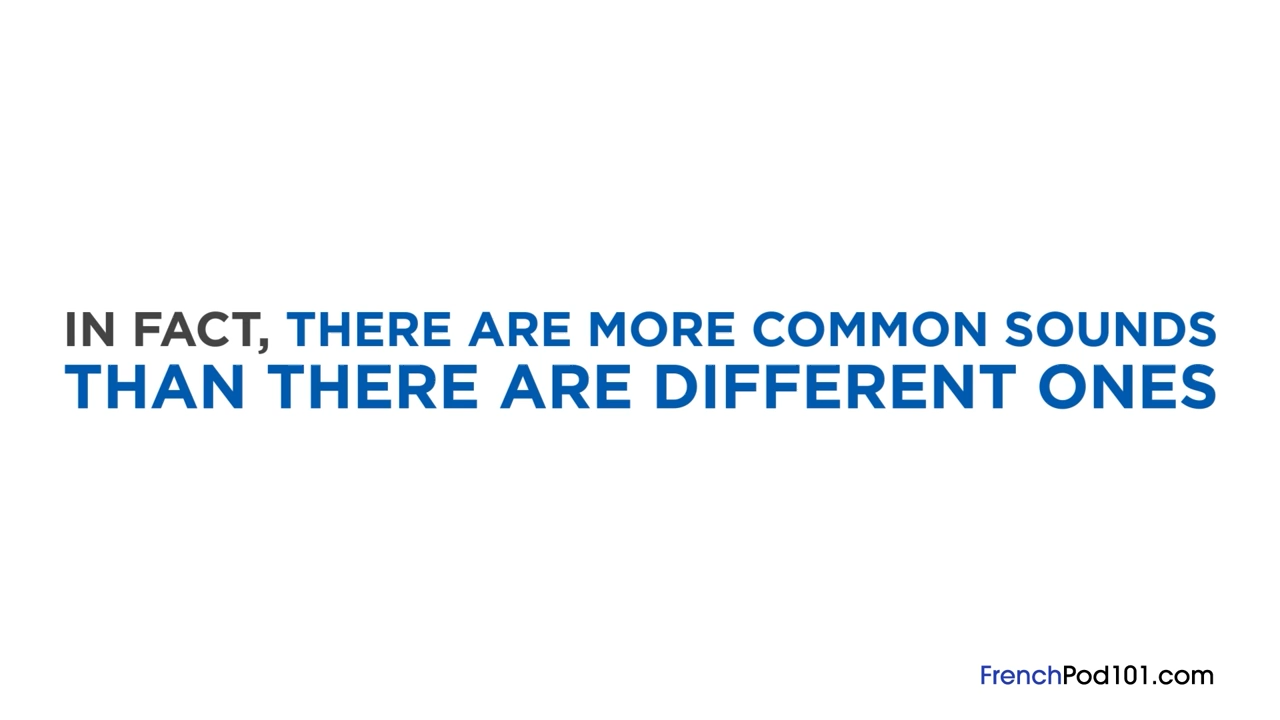 IN FACT, THERE ARE MORE COMMON SOUNDS
THAN THERE ARE DIFFERENT ONES
FrenchPod101.com